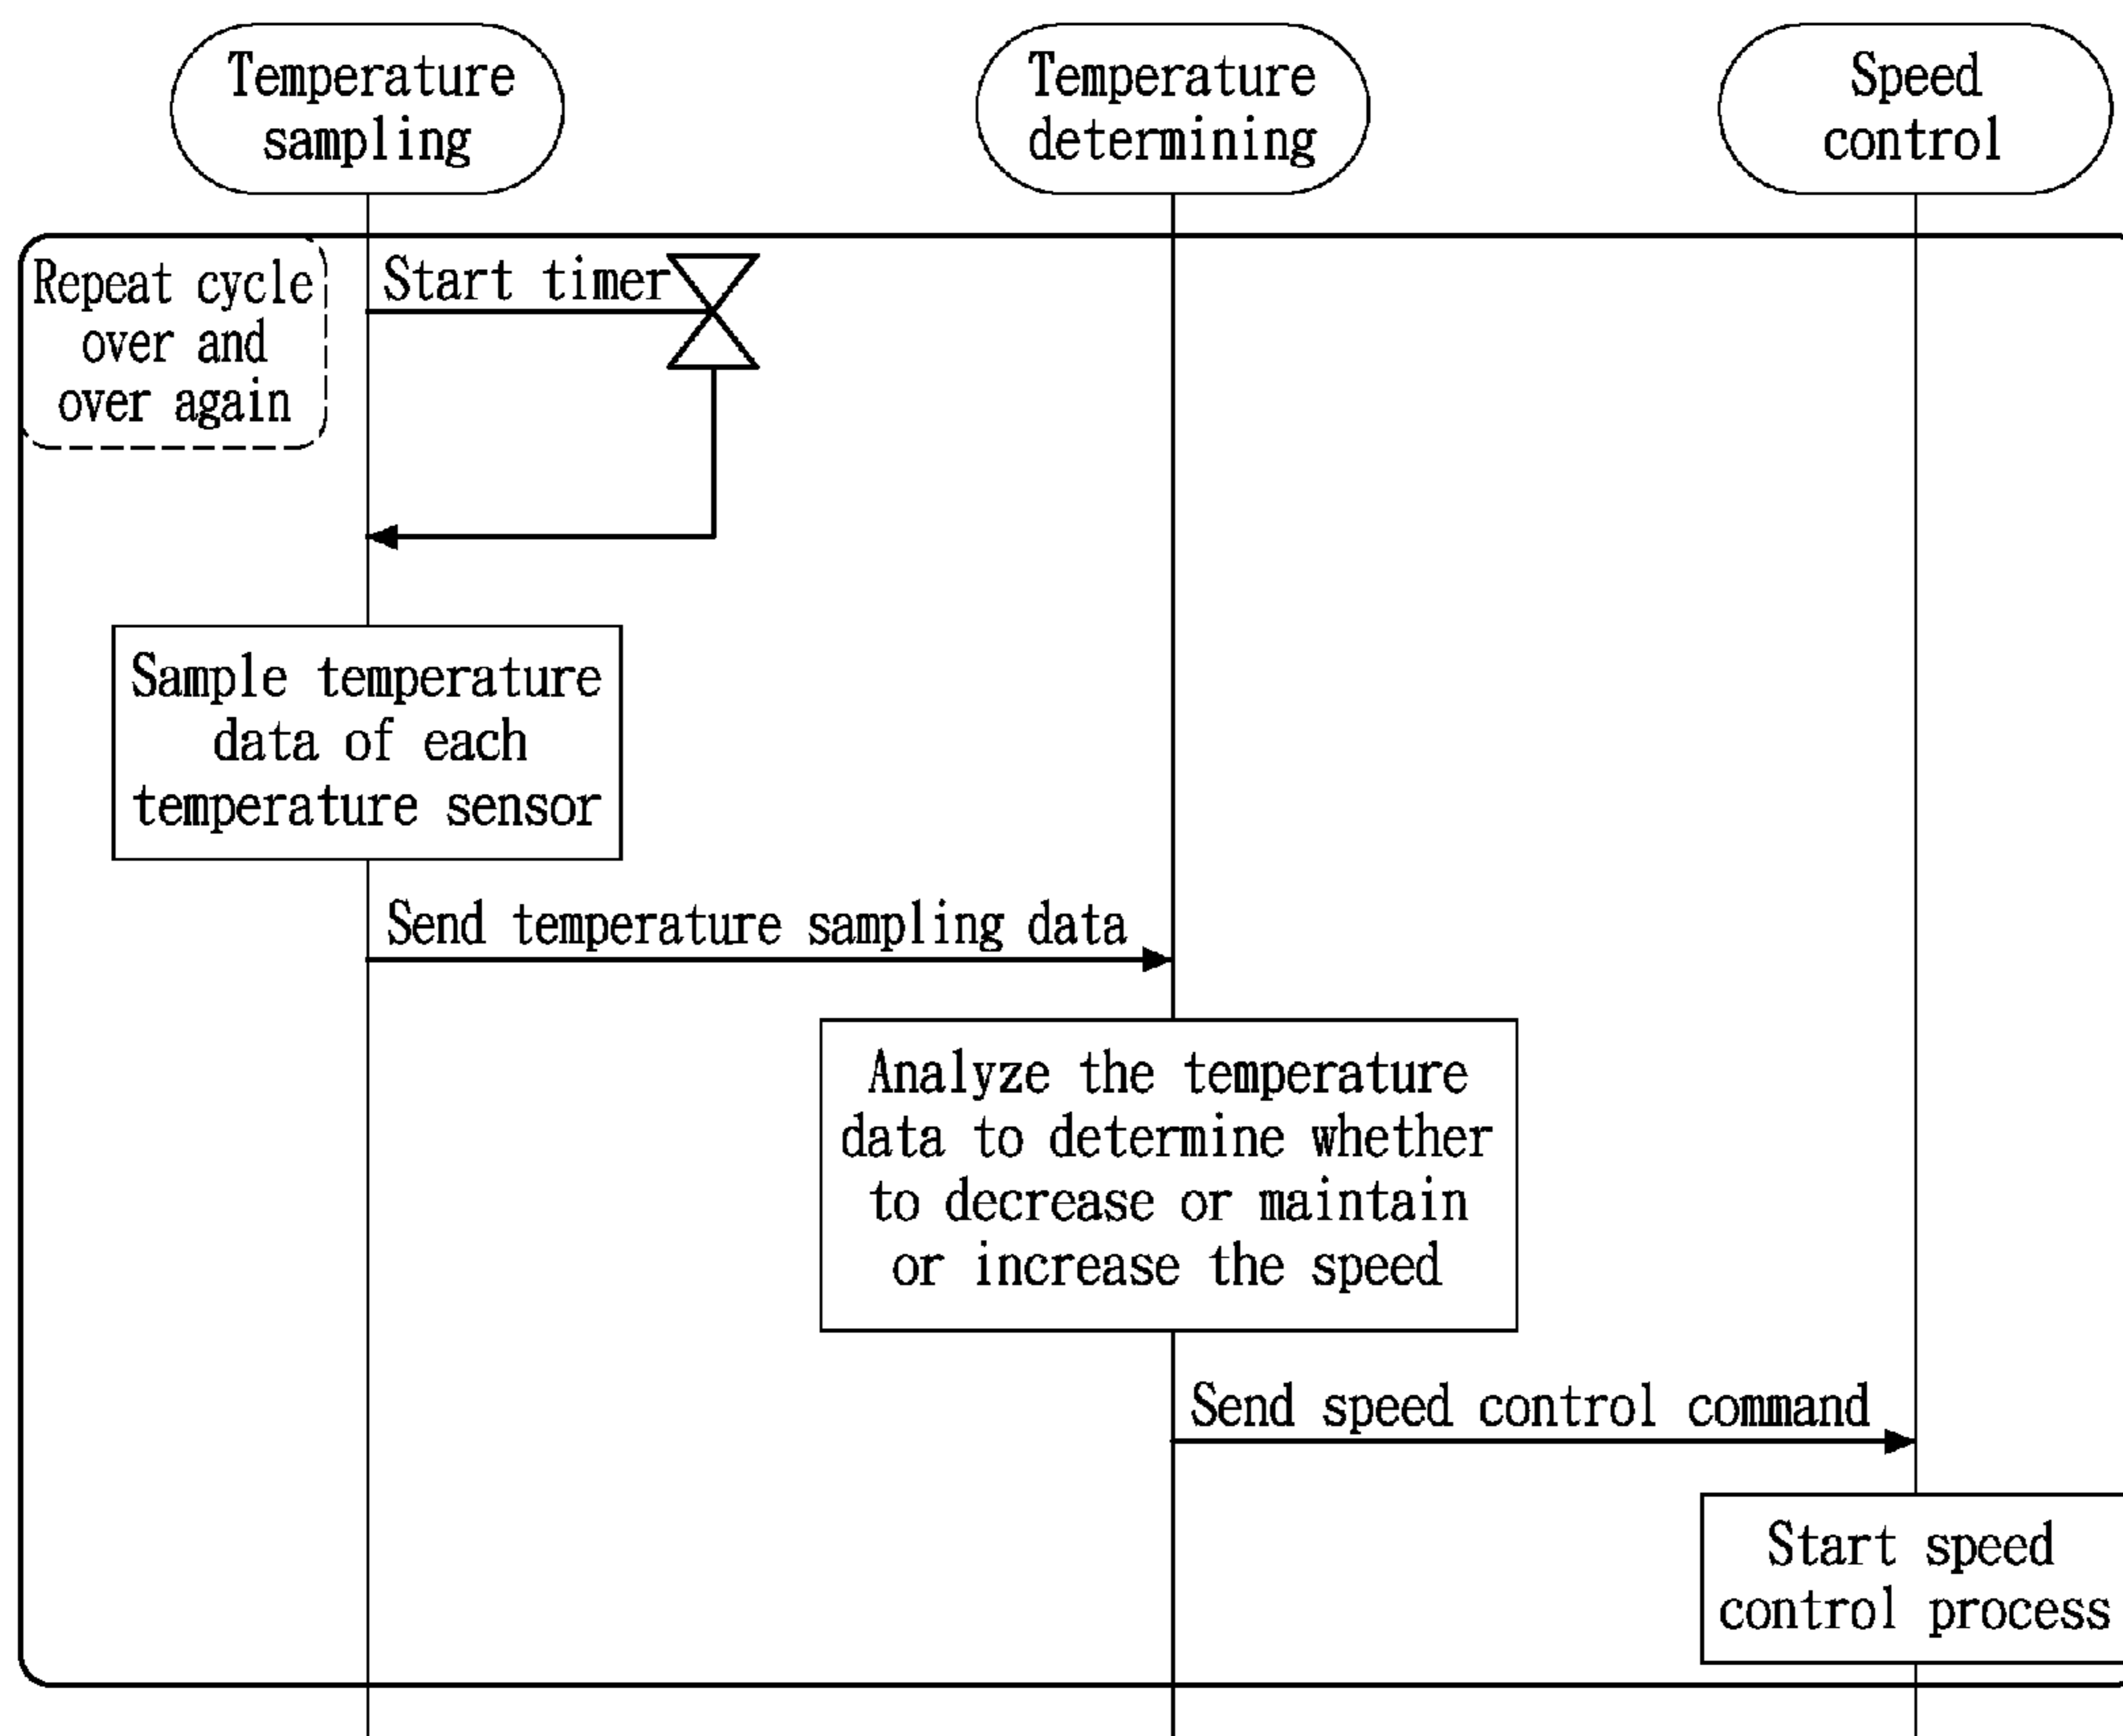 Temperature
sampling
Temperature
determining
Speed
control
Repeat cycle
over and
over again
Start timer
Sample temperature
data of each
temperature sensor
Send temperature sampling data
Analyze the temperature
data to determine whether
to decrease or maintain
or increase the speed
Send speed control command
Start speed
control process